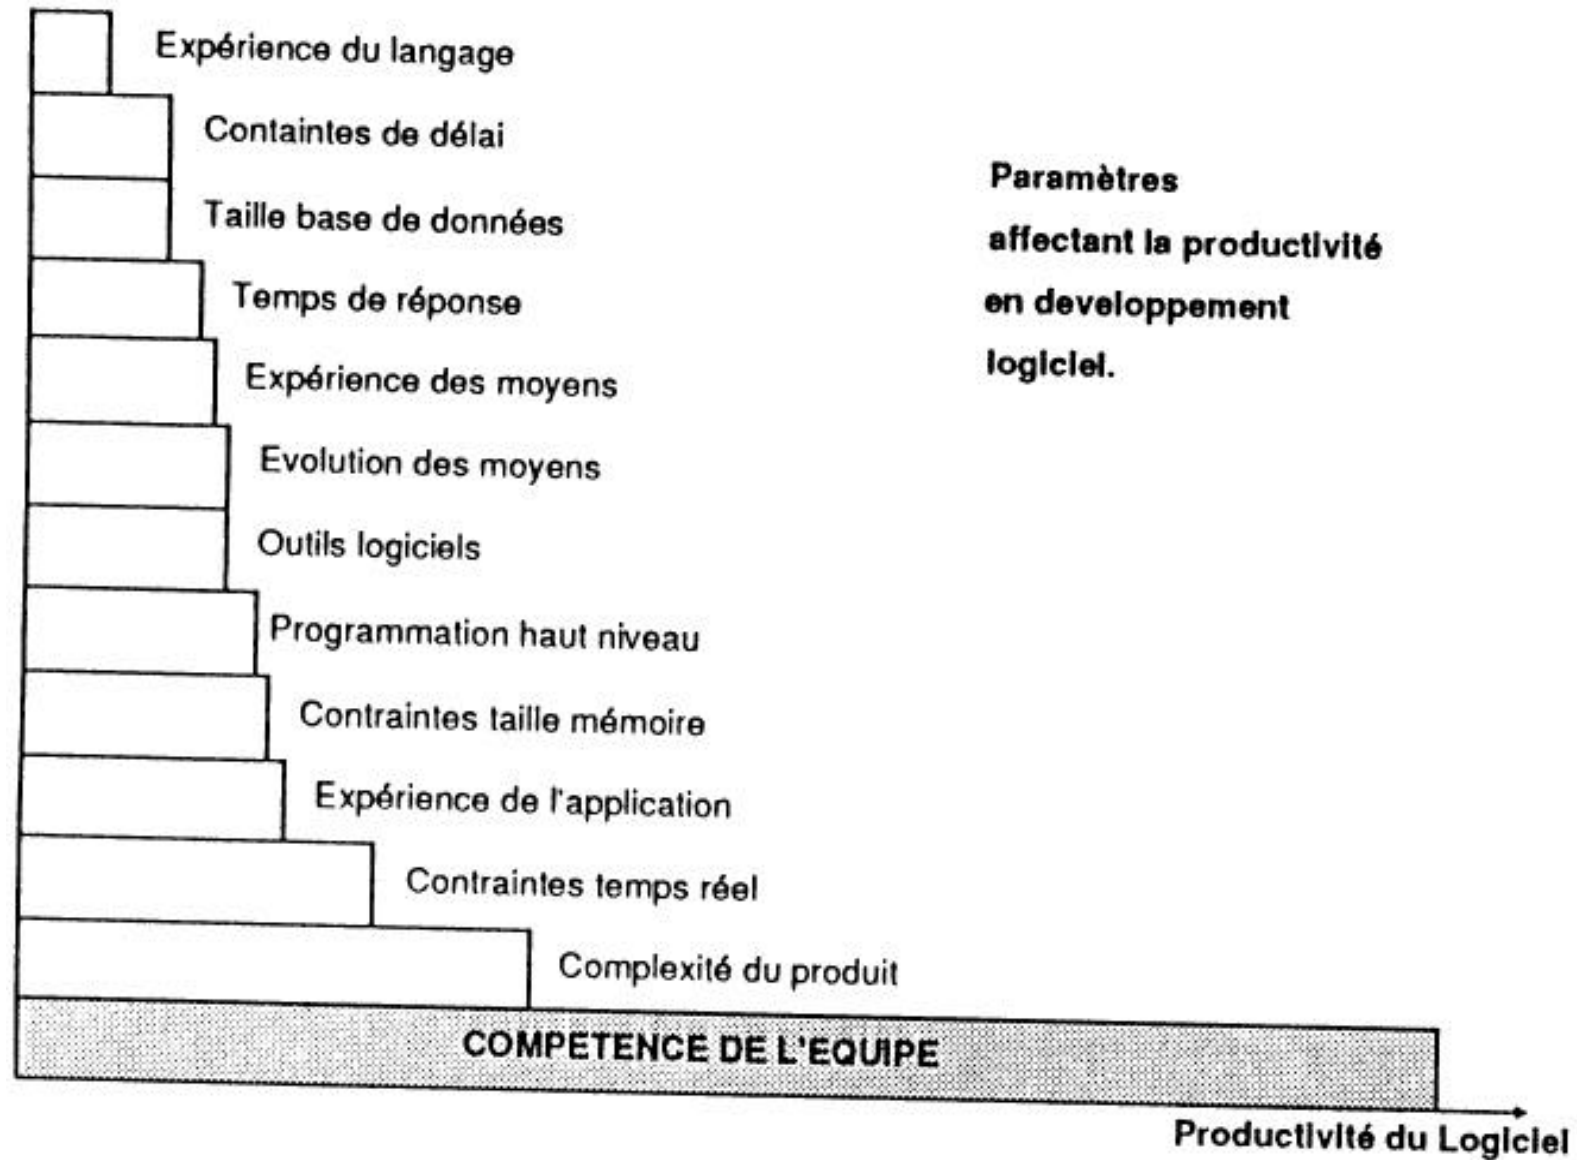 Expérience du langage
Containtes de délai
Taille base de données
Temps de réponse
Expérience des moyens
Evolution des moyens
Outils logiciels
Programmation haut niveau
Contraintes taille mémoire
Expérience de l'application
Contraintes temps réel
Complexité du produit
COMPETENCE DE L'EQUIPE
Productivité du Logiciel
Paramètres
affectant la productivité
en developpement
logiciel.